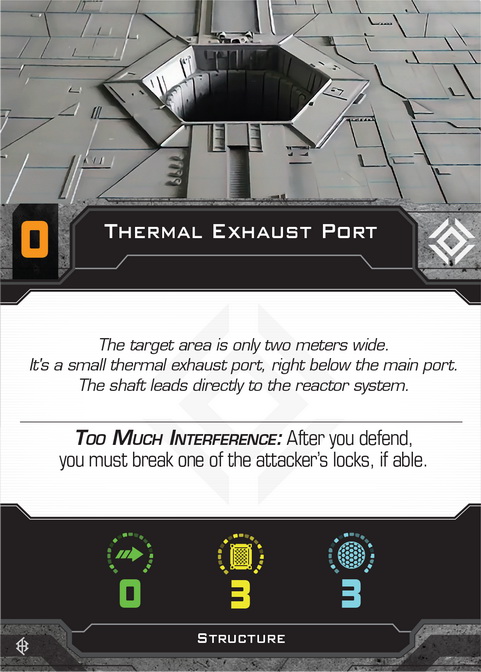 0
Thermal Exhaust Port
The target area is only two meters wide.
It's a small thermal exhaust port, right below the main port.
The shaft leads directly to the reactor system.
Too Much Interference: After you defend,
you must break one of the attacker's locks, if able.
0 3 3
Structure